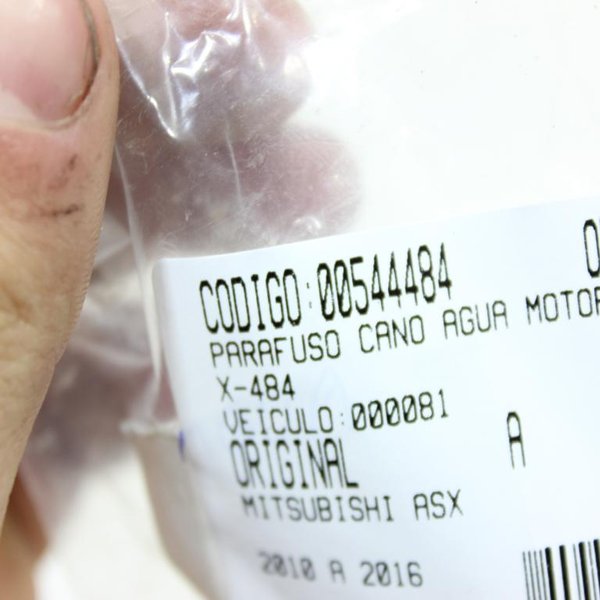 CODIGO:00544484
PARAFUSO CANO AGUA MOTOR
X-484
VEICULO:000081
A
ORIGINAL
MITSUBISHI ASX
2010 A 2016